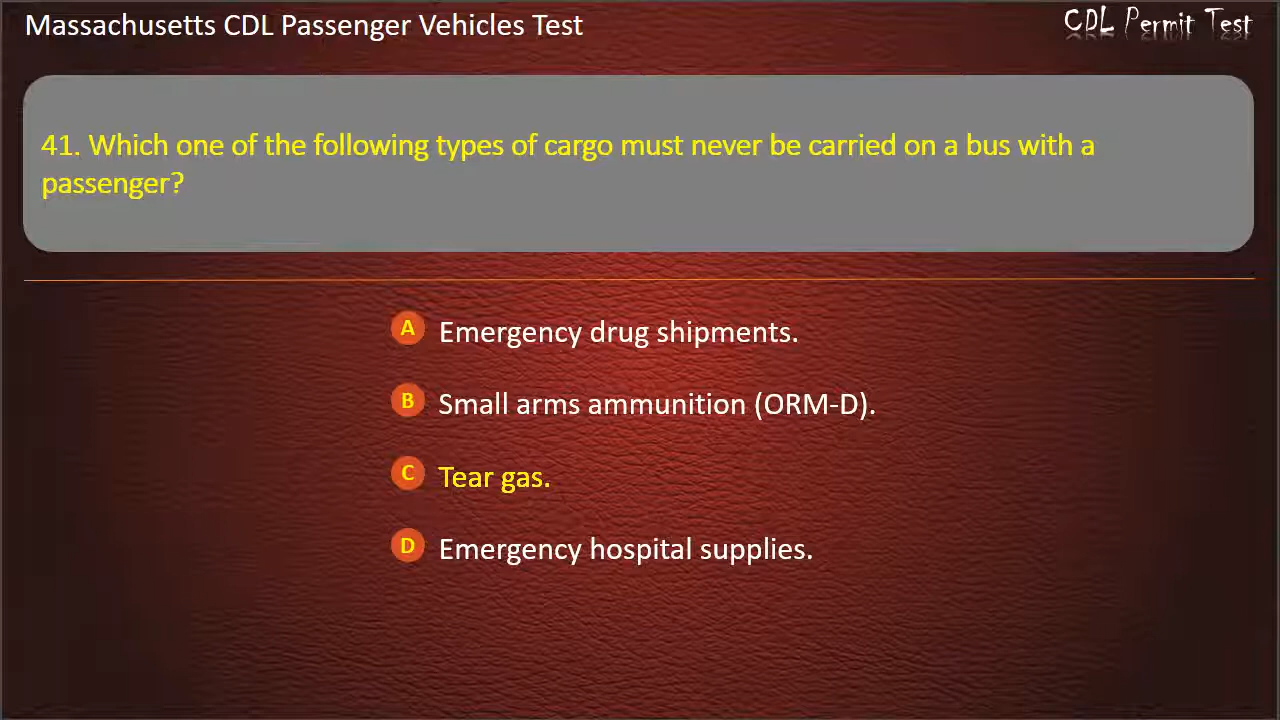 Massachusetts CDL Passenger Vehicles Test
CDL Permit Test
41. Which one of the following types of cargo must never be carried on a bus with a
passenger?
A Emergency drug shipments.
B Small arms ammunition (ORM-D).
C Tear gas.
D Emergency hospital supplies.